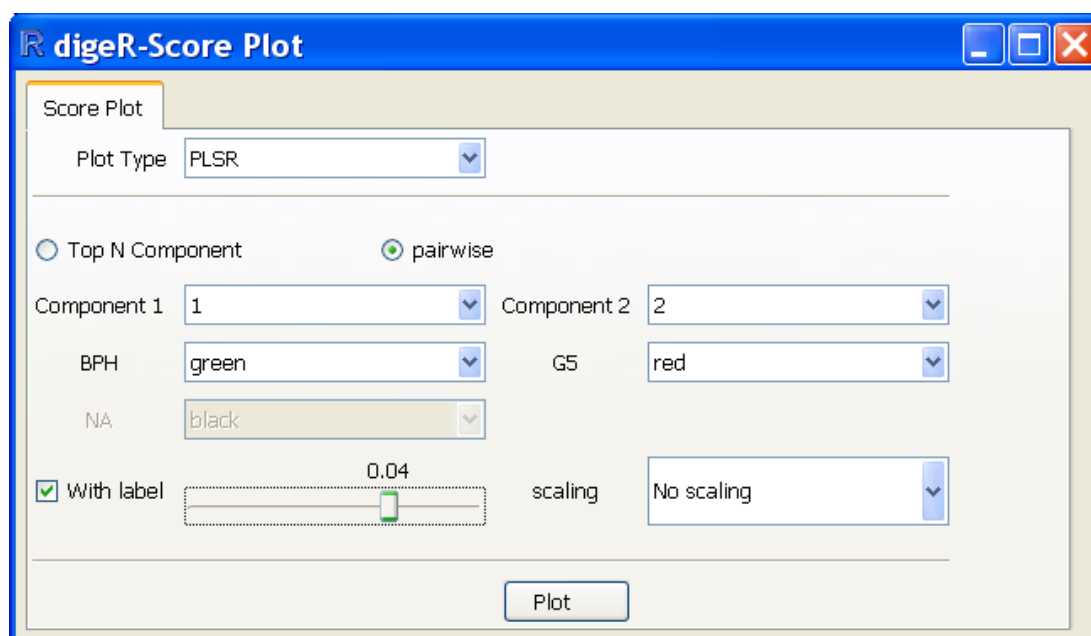 R digeR-Score Plot
Score Plot
Plot Type PLSR
Top N Component pairwise
Component 1 1 Component 2 2
BPH green G5 red
NA black
0.04
With label scaling No scaling
Plot